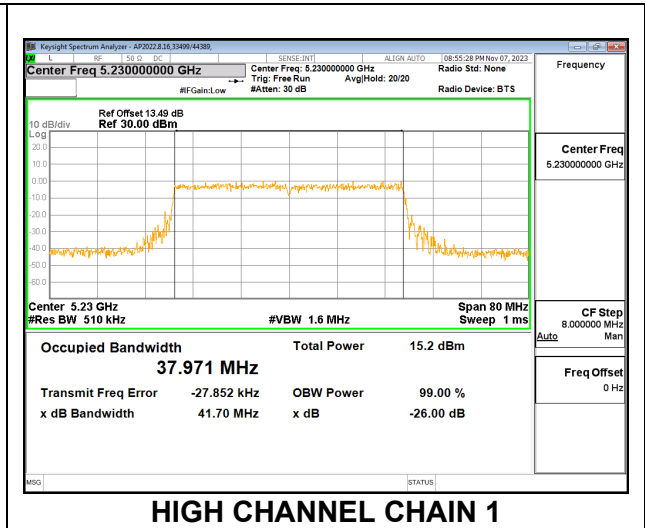 Keysight Spectrum Analyzer - AP2022.8.16,33499/44389,
L RF 50 Ω DC SENSE:INT ALIGN AUTO 08:55:28 PM Nov 07, 2023
Center Freq 5.230000000 GHz Center Freq: 5.230000000 GHz Radio Std: None
Trig: Free Run Avg|Hold: 20/20
#IFGain:Low #Atten: 30 dB Radio Device: BTS
Frequency
Ref Offset 13.49 dB
10 dB/div Ref 30.00 dBm
Log
20.0
10.0
0.00
-10.0
-20.0
-30.0
-40.0
-50.0
-60.0
Center Freq
5.230000000 GHz
Center 5.23 GHz Span 80 MHz
#Res BW 510 kHz #VBW 1.6 MHz Sweep 1 ms
CF Step
8.000000 MHz
Auto Man
Occupied Bandwidth Total Power 15.2 dBm
37.971 MHz
Transmit Freq Error -27.852 kHz OBW Power 99.00 %
x dB Bandwidth 41.70 MHz x dB -26.00 dB
Freq Offset
0 Hz
MSG STATUS
HIGH CHANNEL CHAIN 1